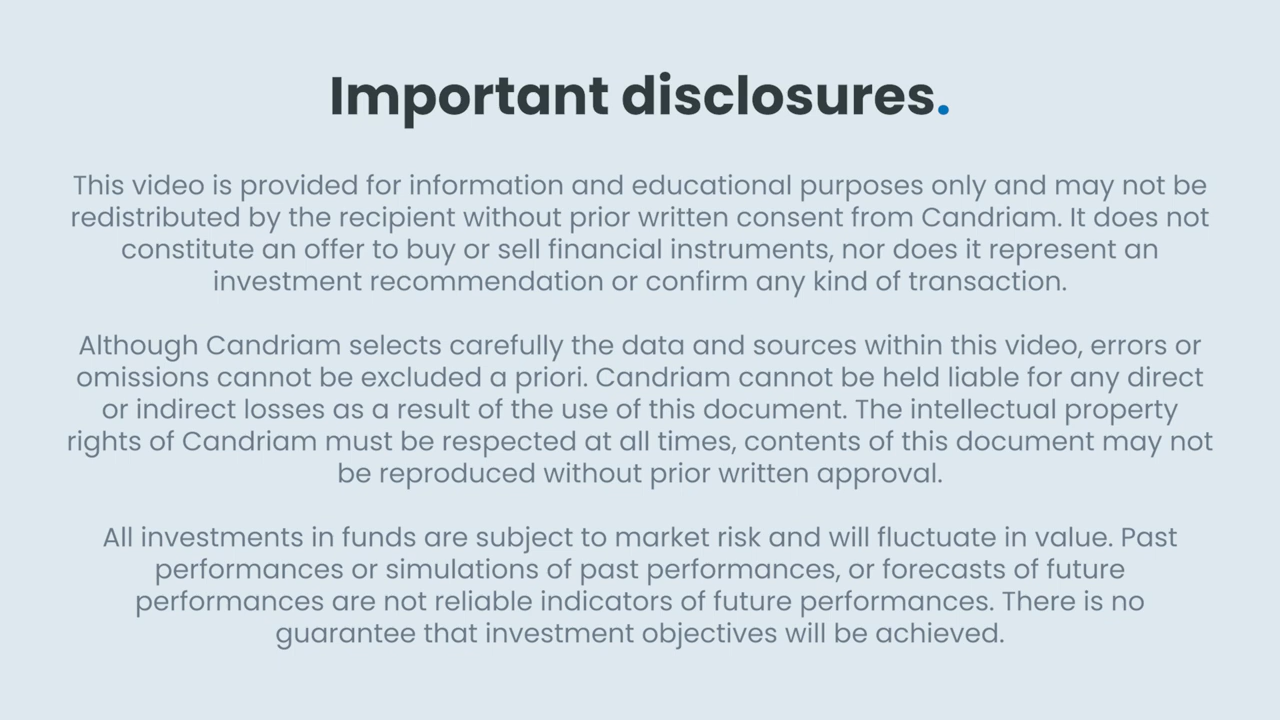 Important disclosures.
This video is provided for information and educational purposes only and may not be
redistributed by the recipient without prior written consent from Candriam. It does not
constitute an offer to buy or sell financial instruments, nor does it represent an
investment recommendation or confirm any kind of transaction.
Although Candriam selects carefully the data and sources within this video, errors or
omissions cannot be excluded a priori. Candriam cannot be held liable for any direct
or indirect losses as a result of the use of this document. The intellectual property
rights of Candriam must be respected at all times, contents of this document may not
be reproduced without prior written approval.
All investments in funds are subject to market risk and will fluctuate in value. Past
performances or simulations of past performances, or forecasts of future
performances are not reliable indicators of future performances. There is no
guarantee that investment objectives will be achieved.